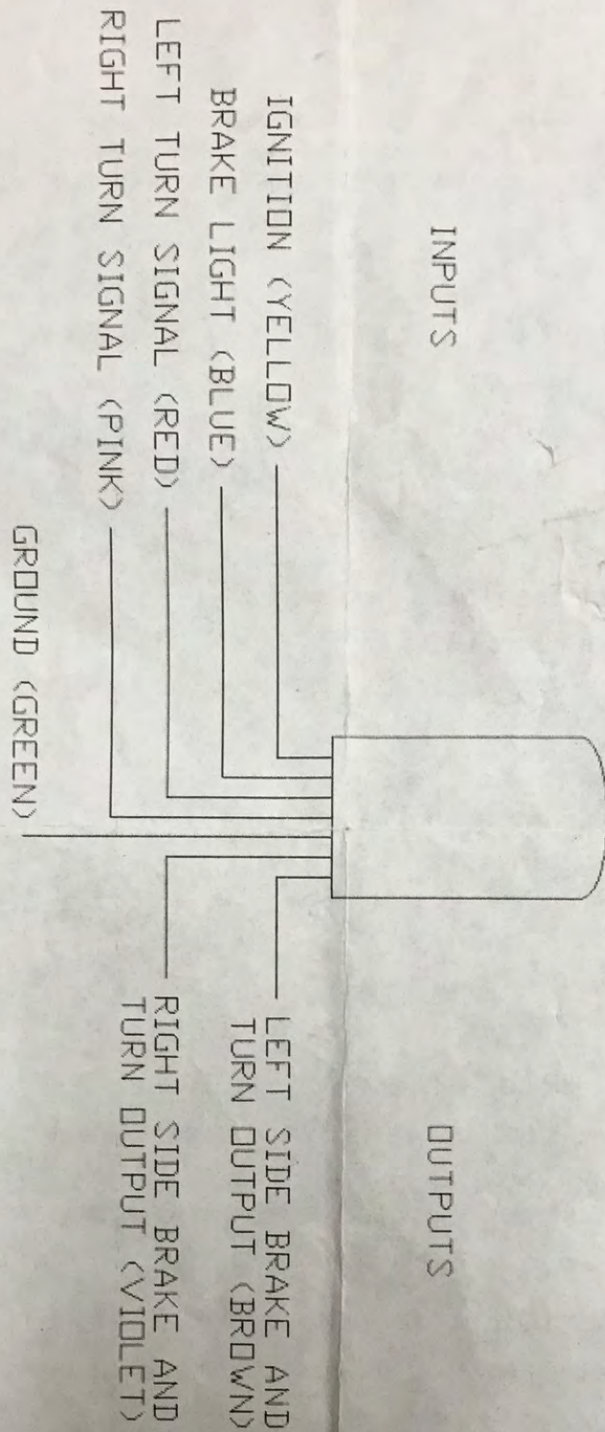 INPUTS
OUTPUTS
IGNITION (YELLOW)
BRAKE LIGHT (BLUE)
LEFT TURN SIGNAL (RED)
RIGHT TURN SIGNAL (PINK)
GROUND (GREEN)
LEFT SIDE BRAKE AND
TURN OUTPUT (BROWN)
RIGHT SIDE BRAKE AND
TURN OUTPUT (VIOLET)